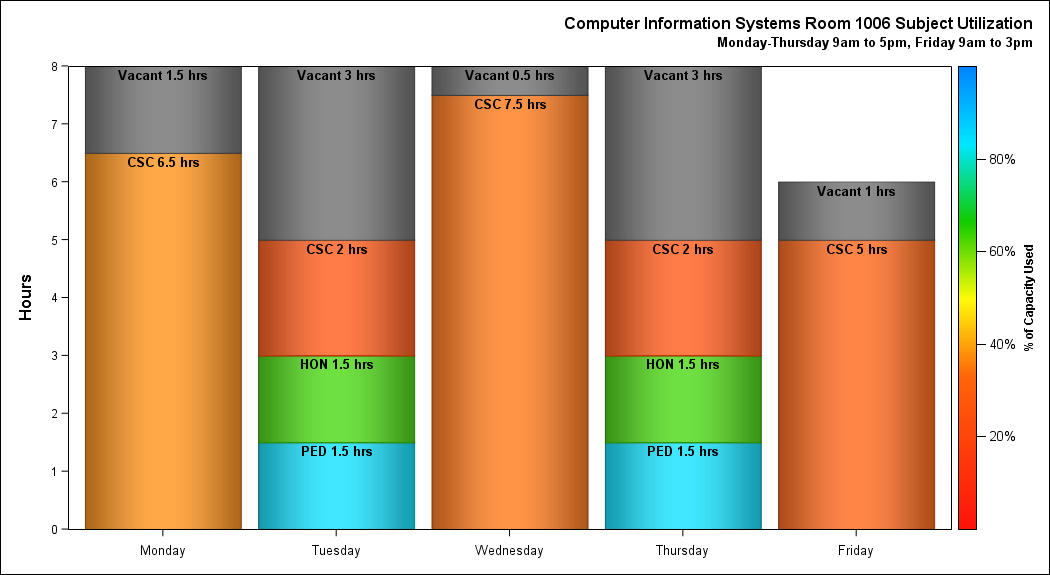 Computer Information Systems Room 1006 Subject Utilization
Monday-Thursday 9am to 5pm, Friday 9am to 3pm
Hours
8
7
6
5
4
3
2
1
0
Vacant 1.5 hrs
CSC 6.5 hrs
Monday
Vacant 3 hrs
CSC 2 hrs
HON 1.5 hrs
PED 1.5 hrs
Tuesday
Vacant 0.5 hrs
CSC 7.5 hrs
Wednesday
Vacant 3 hrs
CSC 2 hrs
HON 1.5 hrs
PED 1.5 hrs
Thursday
Vacant 1 hrs
CSC 5 hrs
Friday
80%
60%
40%
20%
% of Capacity Used